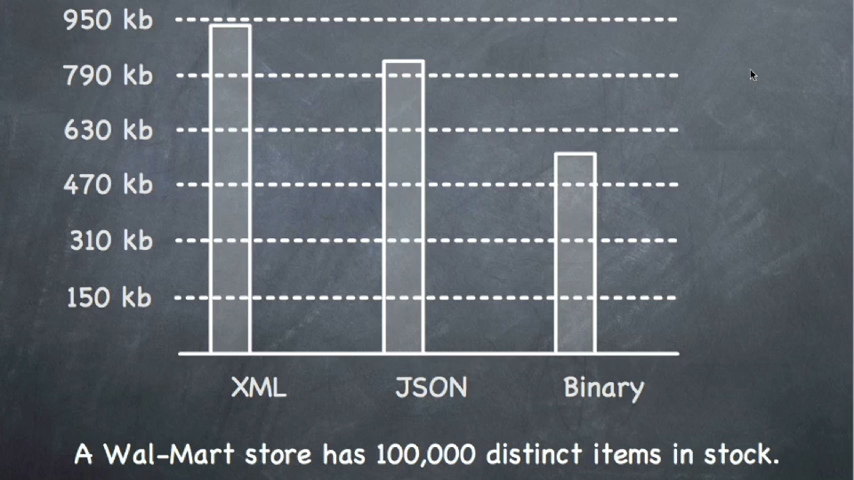 950 kb
790 kb
630 kb
470 kb
310 kb
150 kb
XML JSON Binary
A Wal-Mart store has 100,000 distinct items in stock.